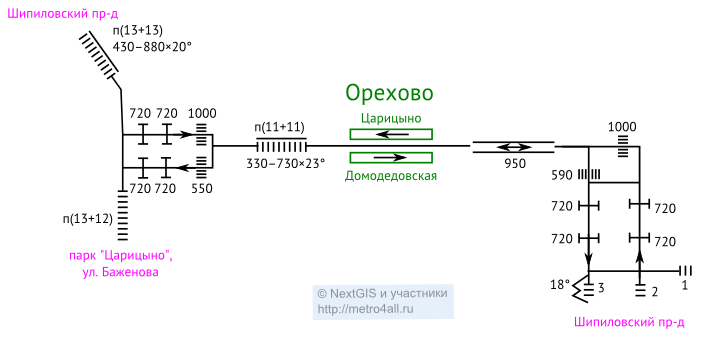 Шипиловский пр-д
п(13+13)
430–880×20°
720 720 1000
720 720 550
п(13+12)
парк "Царицыно",
ул. Баженова
п(11+11)
330–730×23°
Орехово
Царицыно
Домодедовская
950
1000
590
720 720
720 720
18° 3 2 1
Шипиловский пр-д
© NextGIS и участники
http://metro4all.ru